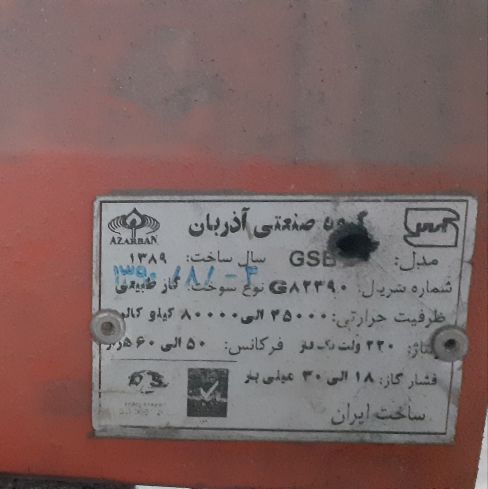 گروه صنعتی آذربان
AZARBAN
مدل: GSB سال ساخت: ۱۳۸۹
شماره سریال: G۸۲۳۹۰ نوع سوخت: گاز طبیعی
ظرفیت حرارتی: ۴۵۰۰۰ الی ۸۰۰۰۰ کیلو کالری
ولتاژ: ۲۲۰ ولت تک فاز فرکانس: ۵۰ الی ۶۰ هرتز
فشار گاز: ۱۸ الی ۳۰ میلی بار
ساخت ایران